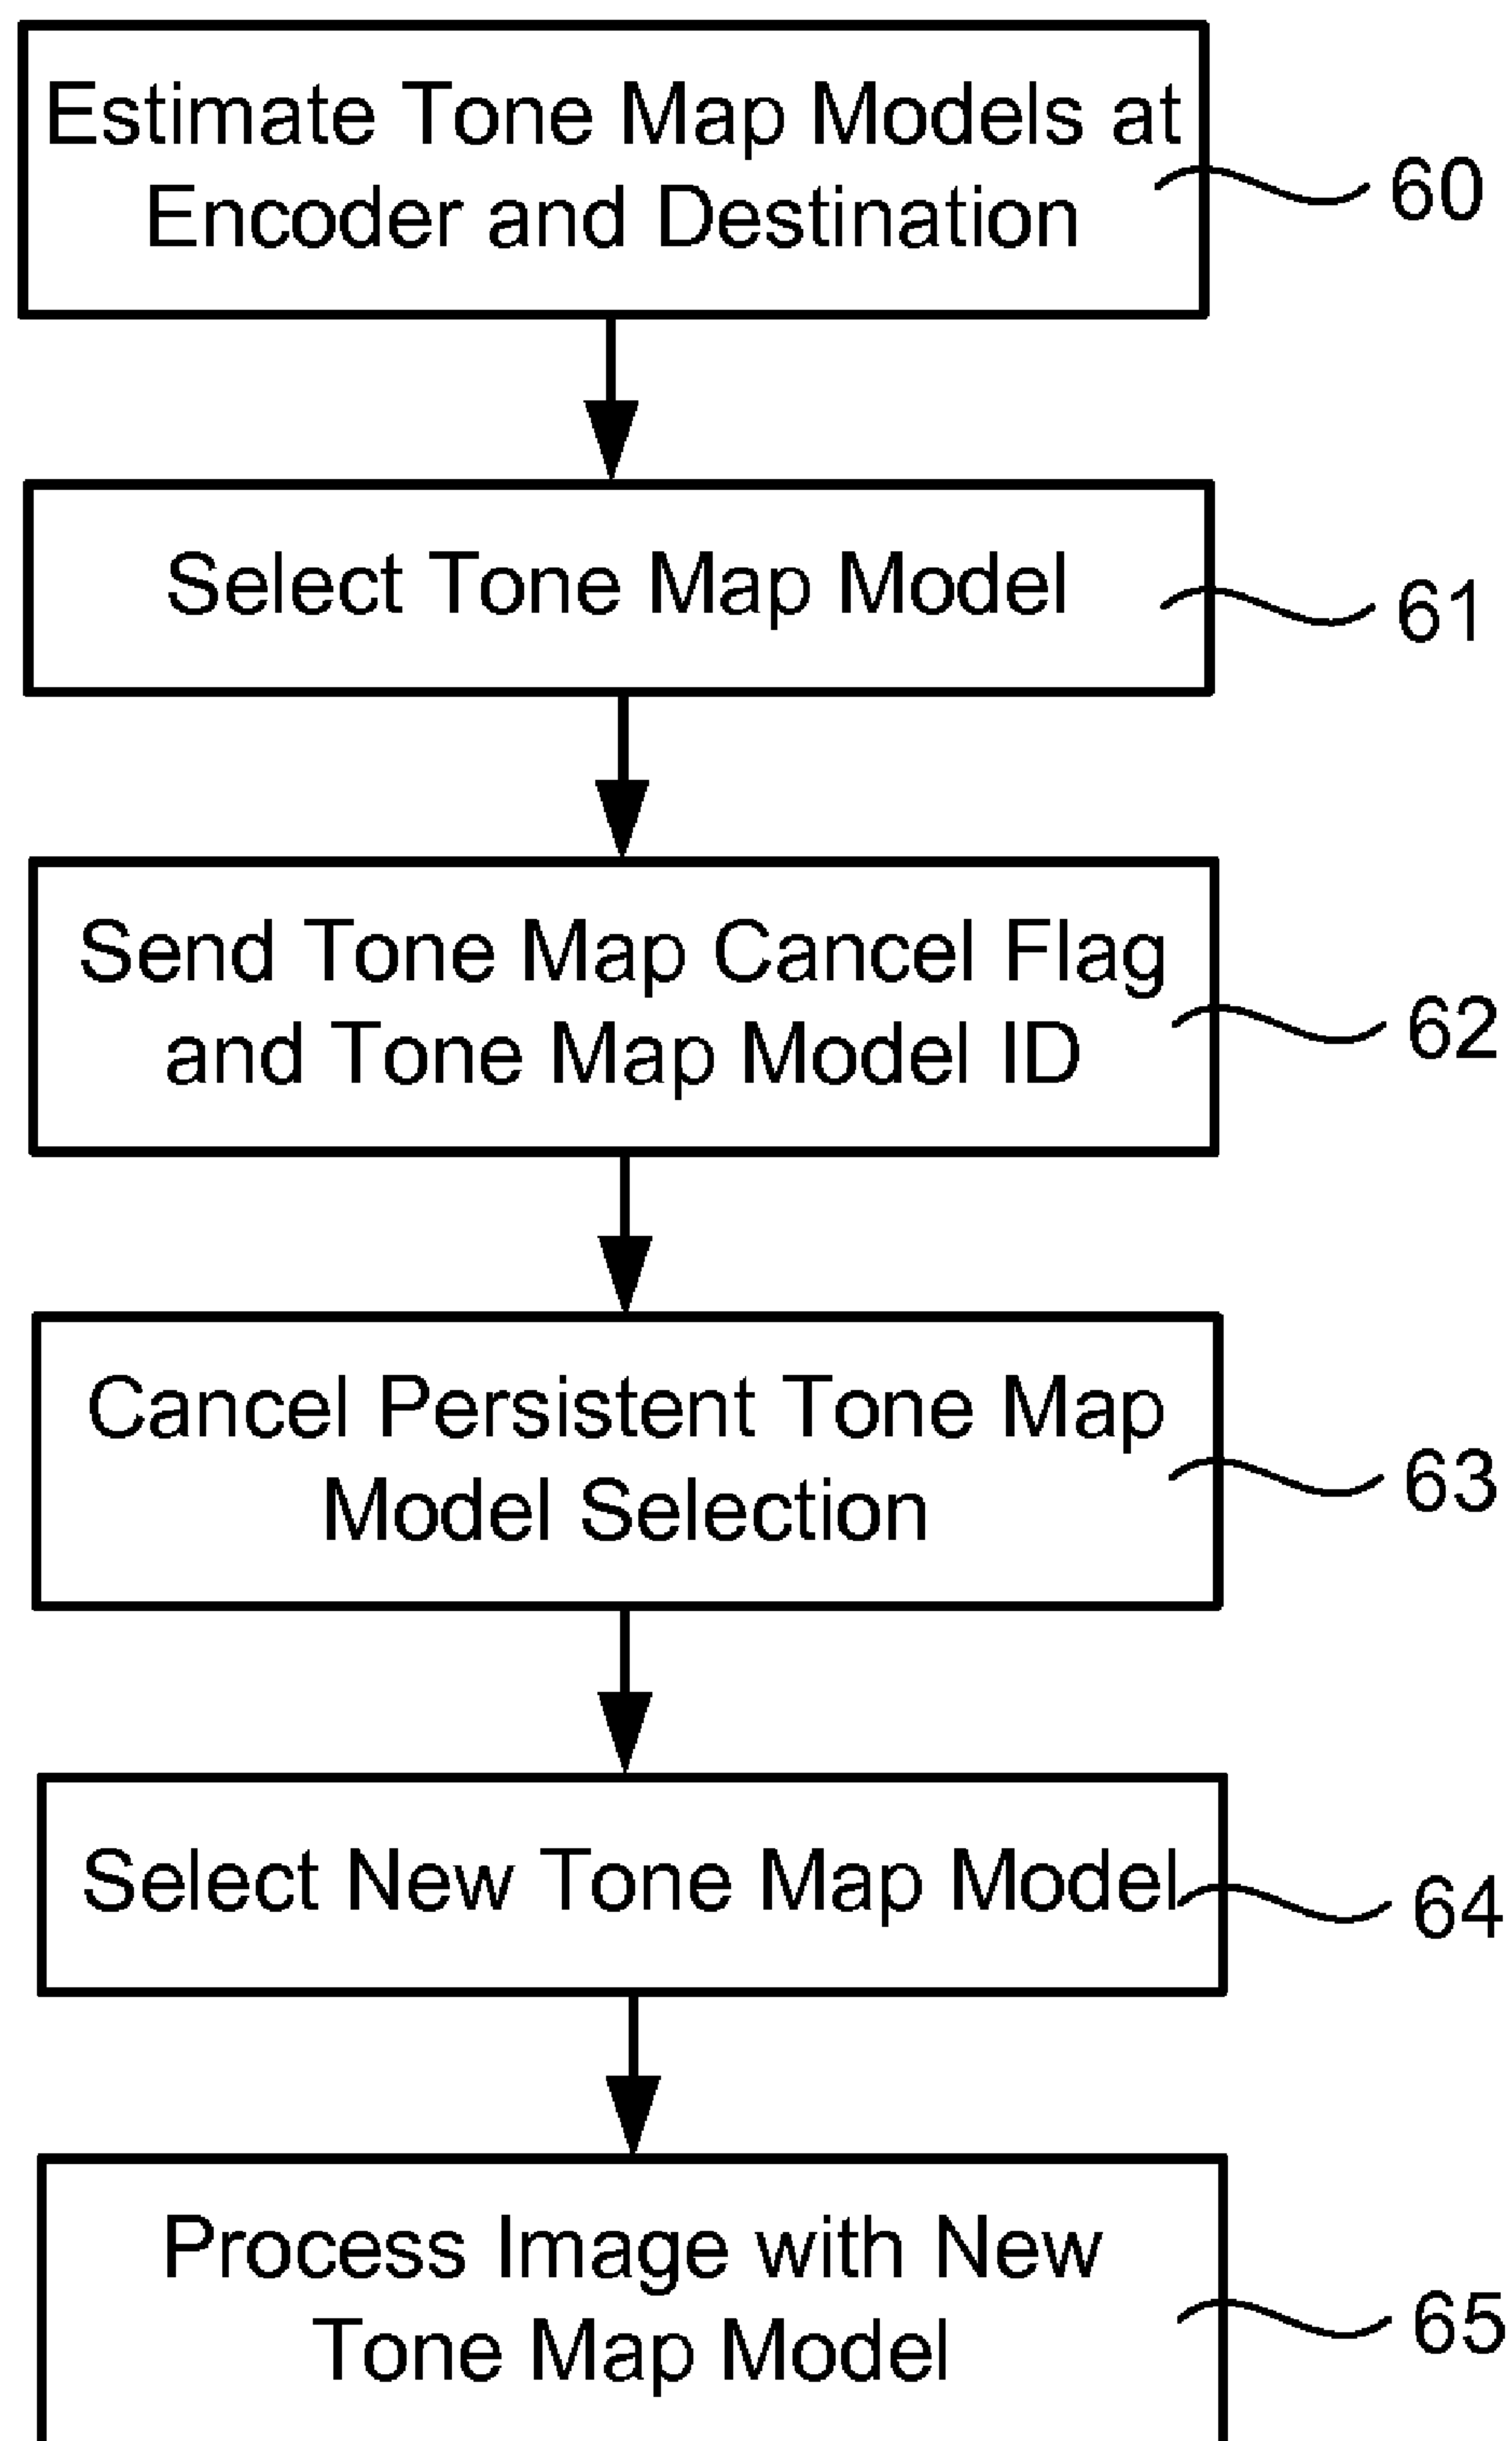 Estimate Tone Map Models at
Encoder and Destination
60
Select Tone Map Model
61
Send Tone Map Cancel Flag
and Tone Map Model ID
62
Cancel Persistent Tone Map
Model Selection
63
Select New Tone Map Model
64
Process Image with New
Tone Map Model
65